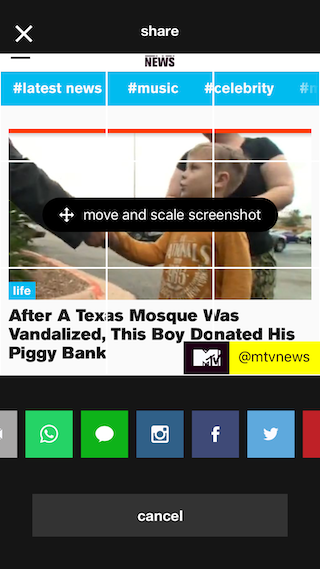 share
NEWS
#latest news #music #celebrity
move and scale screenshot
life
After A Texas Mosque Was
Vandalized, This Boy Donated His
Piggy Bank
MTV @mtvnews
cancel